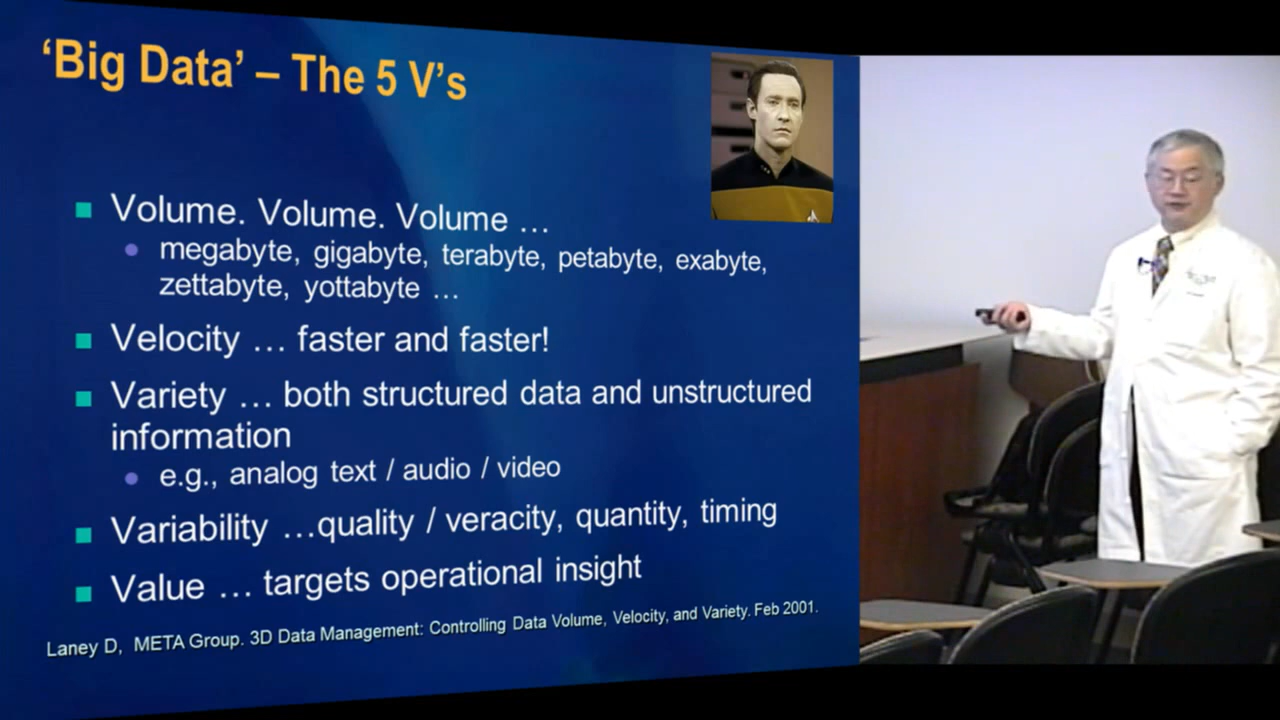 ‘Big Data’ – The 5 V’s
Volume. Volume. Volume …
megabyte, gigabyte, terabyte, petabyte, exabyte,
zettabyte, yottabyte …
Velocity … faster and faster!
Variety … both structured data and unstructured
information
e.g., analog text / audio / video
Variability …quality / veracity, quantity, timing
Value … targets operational insight
Laney D, META Group. 3D Data Management: Controlling Data Volume, Velocity, and Variety. Feb 2001.